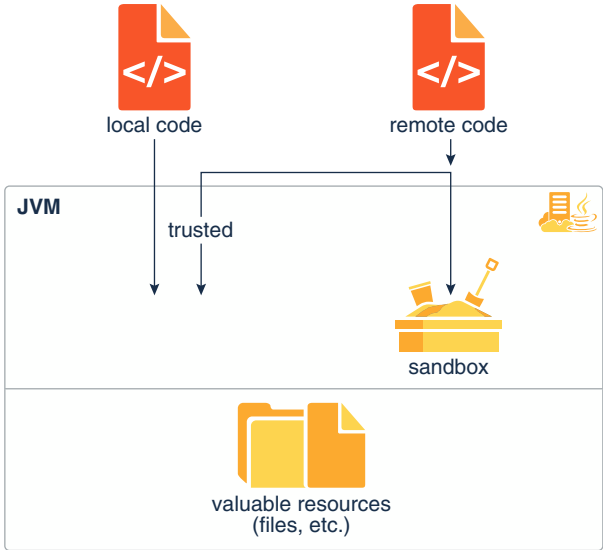 </>
</>
local code
remote code
JVM
trusted
sandbox
valuable resources
(files, etc.)